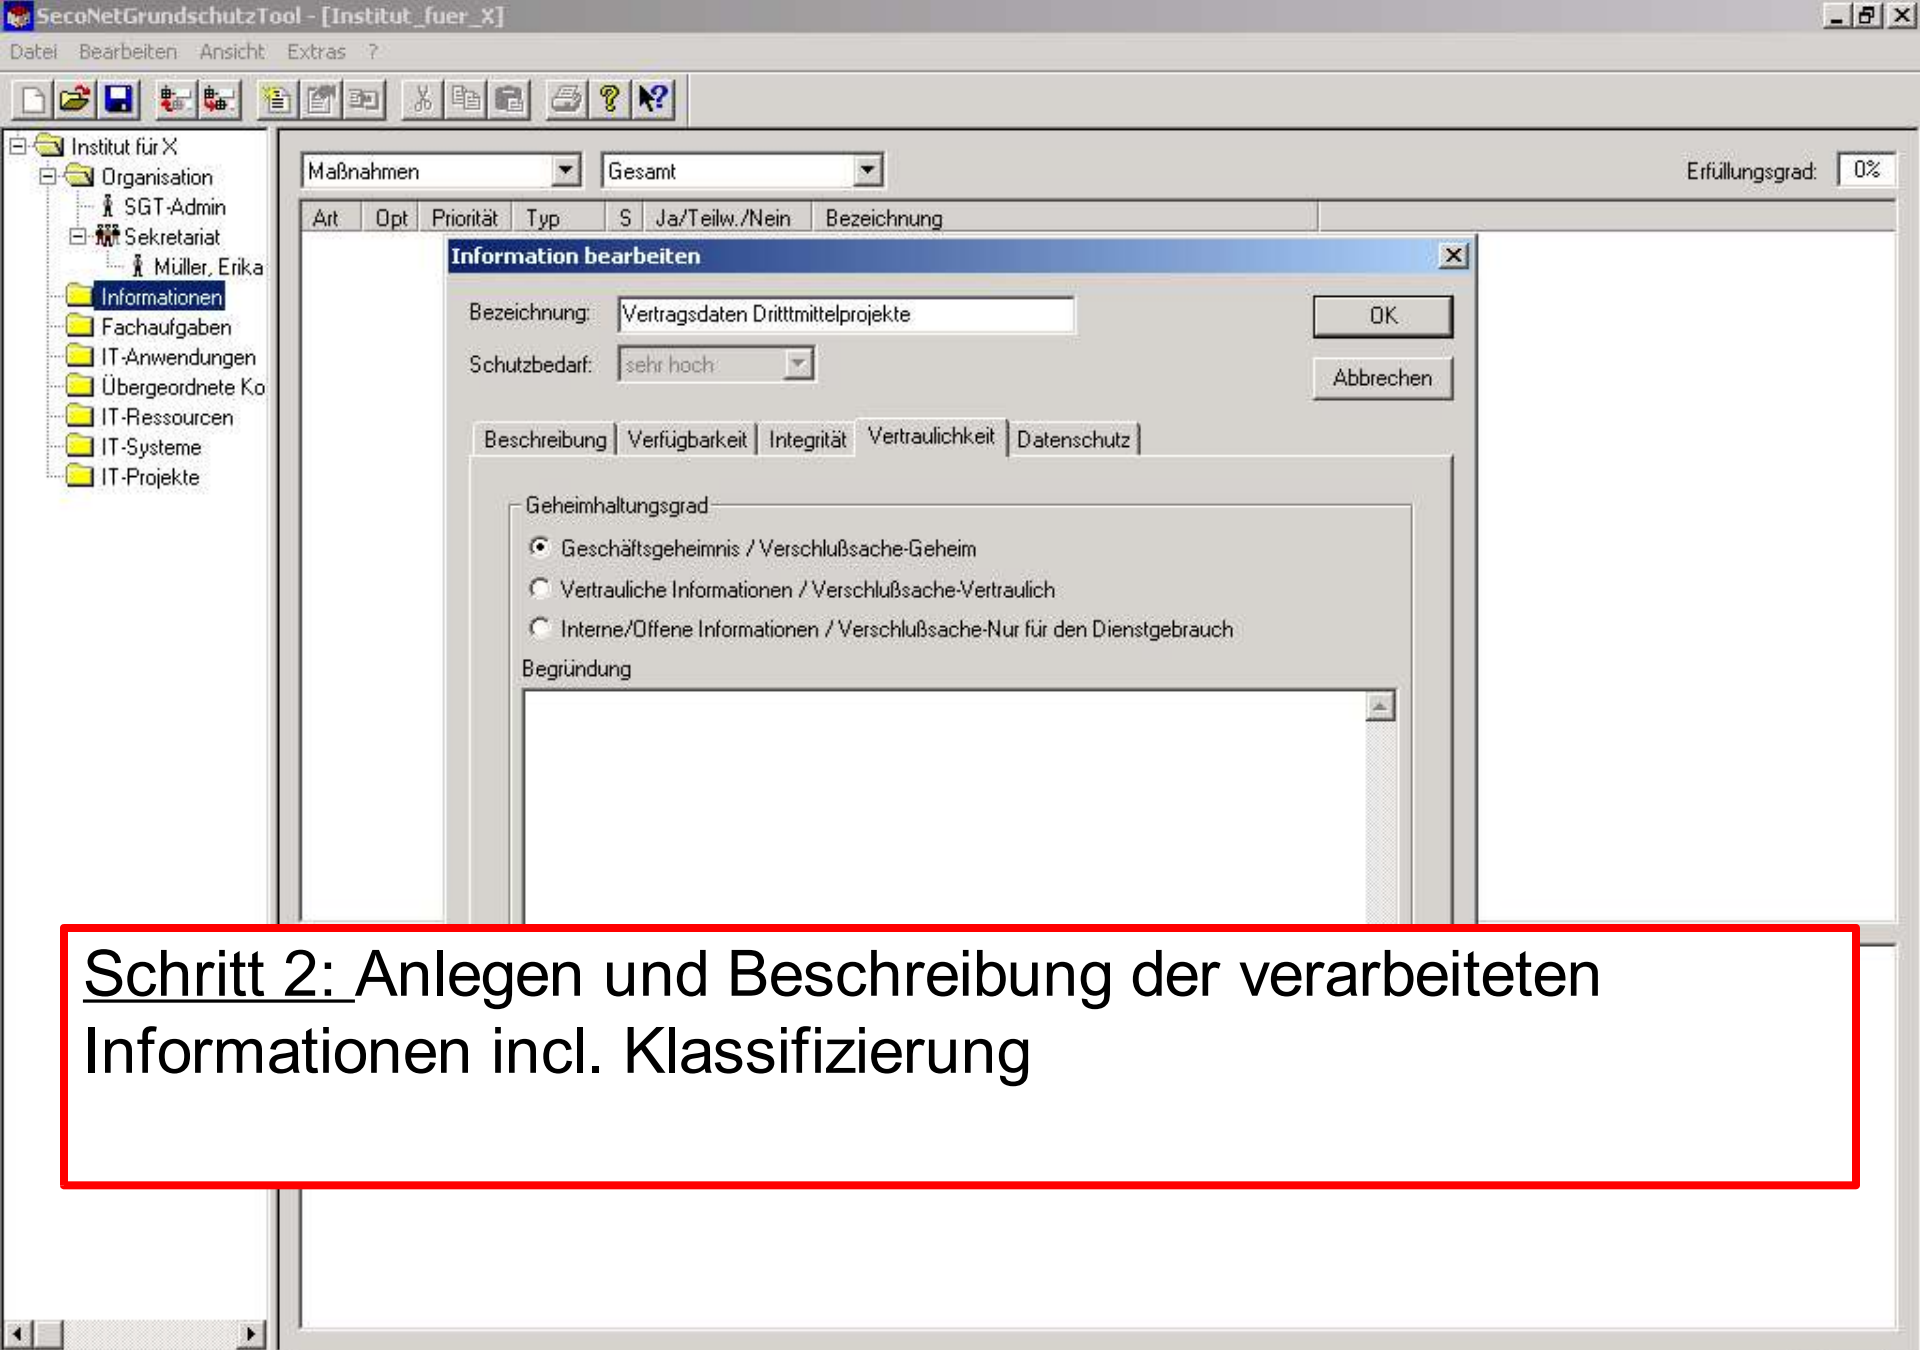 SecoNetGrundschutzTool - [Institut_fuer_X]
Datei Bearbeiten Ansicht Extras ?
Institut für X
Organisation
SGT-Admin
Sekretariat
Müller, Erika
Informationen
Fachaufgaben
IT-Anwendungen
Übergeordnete Ko
IT-Ressourcen
IT-Systeme
IT-Projekte
Maßnahmen Gesamt Erfüllungsgrad: 0%
Art Opt Priorität Typ S Ja/Teilw./Nein Bezeichnung
Information bearbeiten
Bezeichnung: Vertragsdaten Dritttmittelprojekte OK
Schutzbedarf: sehr hoch Abbrechen
Beschreibung Verfügbarkeit Integrität Vertraulichkeit Datenschutz
Geheimhaltungsgrad
Geschäftsgeheimnis / Verschlußsache-Geheim
Vertrauliche Informationen / Verschlußsache-Vertraulich
Interne/Offene Informationen / Verschlußsache-Nur für den Dienstgebrauch
Begründung
Schritt 2: Anlegen und Beschreibung der verarbeiteten
Informationen incl. Klassifizierung